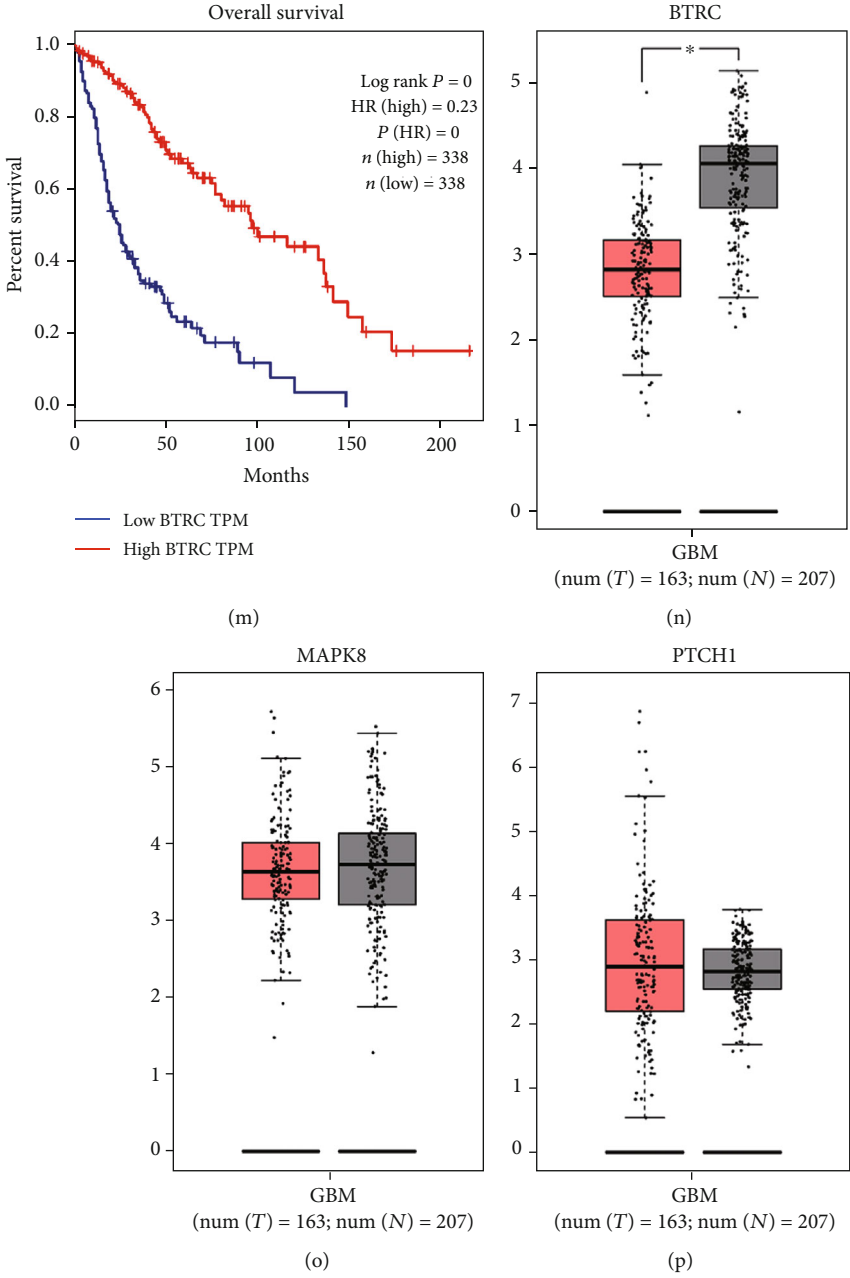 Overall survival
1.0
0.8
0.6
0.4
0.2
0.0
Percent survival
Log rank P = 0
HR (high) = 0.23
P (HR) = 0
n (high) = 338
n (low) = 338
0 50 100 150 200
Months
Low BTRC TPM
High BTRC TPM
(m)
BTRC
5
4
3
2
1
0
*
GBM
(num (T) = 163; num (N) = 207)
(n)
MAPK8
6
5
4
3
2
1
0
GBM
(num (T) = 163; num (N) = 207)
(o)
PTCH1
7
6
5
4
3
2
1
0
GBM
(num (T) = 163; num (N) = 207)
(p)